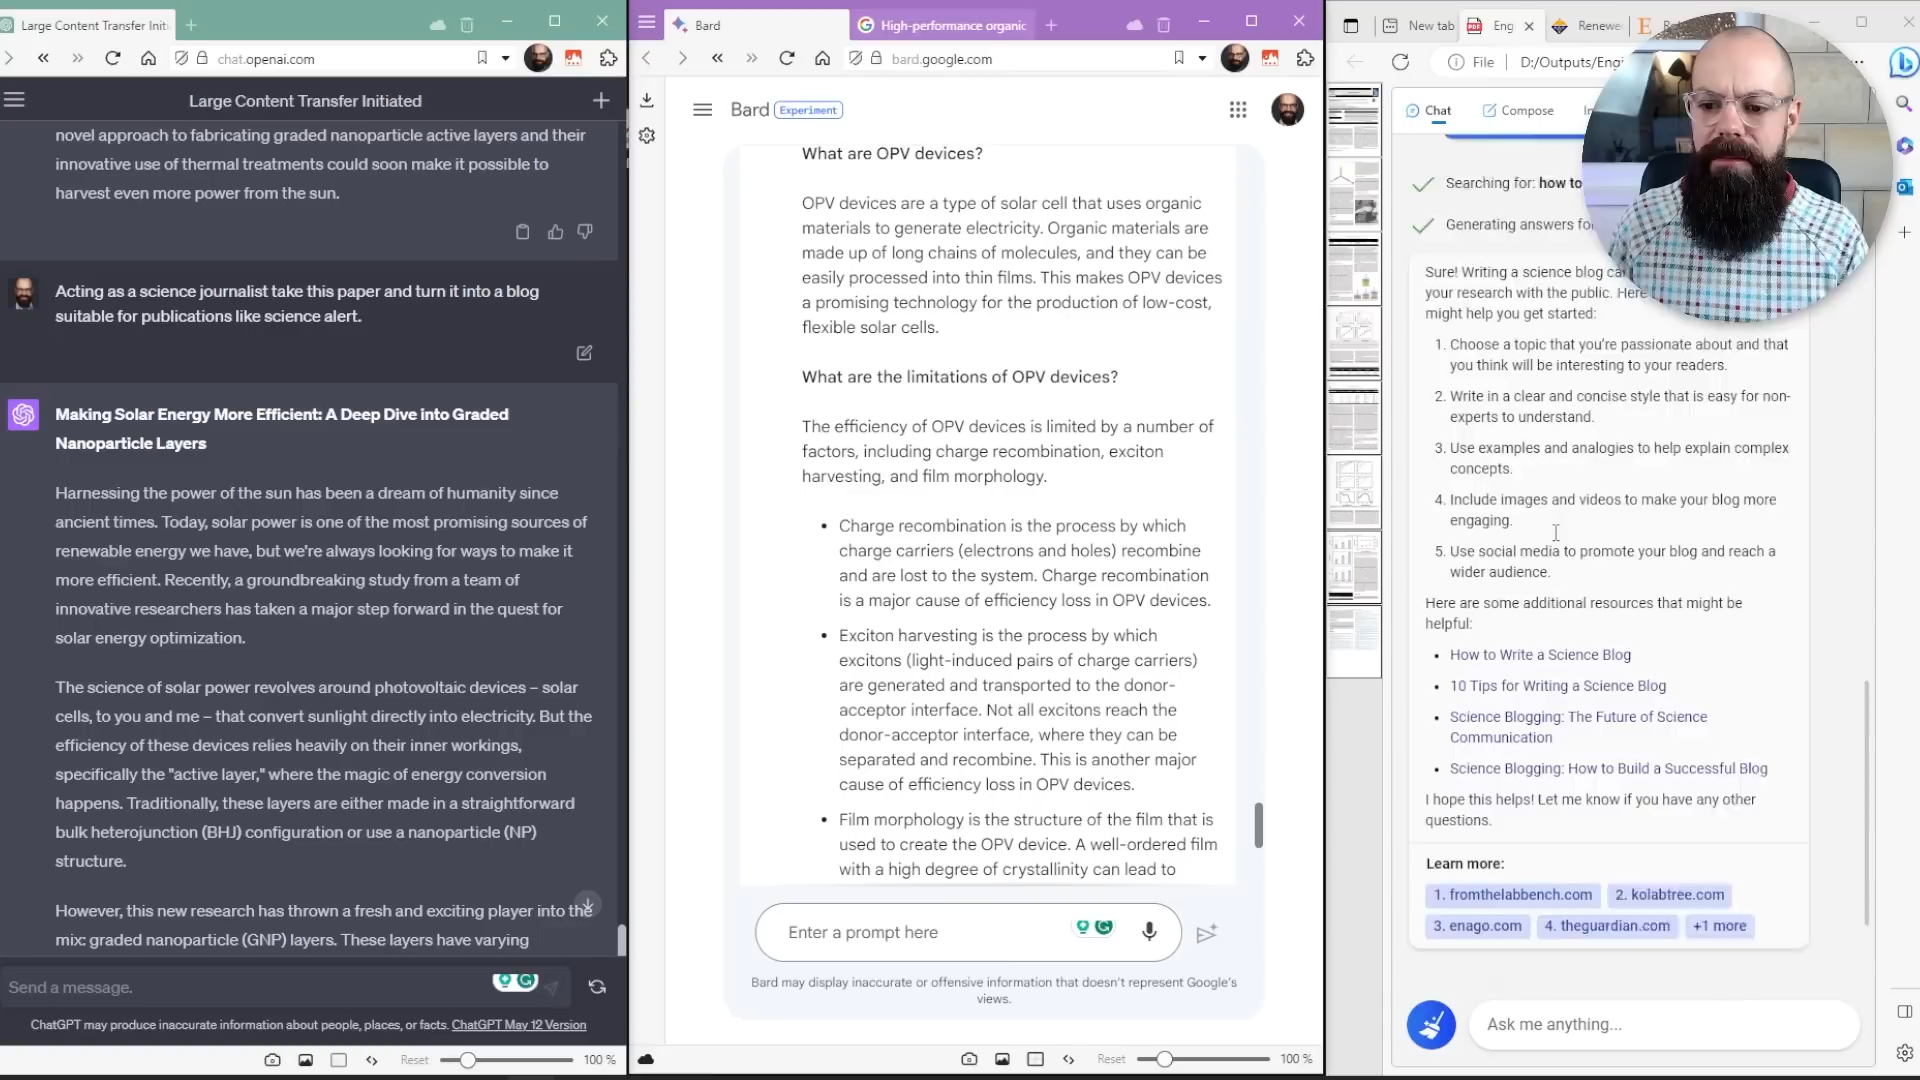 Large Content Transfer Initi
chat.openai.com
Large Content Transfer Initiated
novel approach to fabricating graded nanoparticle active layers and their
innovative use of thermal treatments could soon make it possible to
harvest even more power from the sun.
Acting as a science journalist take this paper and turn it into a blog
suitable for publications like science alert.
Making Solar Energy More Efficient: A Deep Dive into Graded
Nanoparticle Layers
Harnessing the power of the sun has been a dream of humanity since
ancient times. Today, solar power is one of the most promising sources of
renewable energy we have, but we're always looking for ways to make it
more efficient. Recently, a groundbreaking study from a team of
innovative researchers has taken a major step forward in the quest for
solar energy optimization.
The science of solar power revolves around photovoltaic devices – solar
cells, to you and me – that convert sunlight directly into electricity. But the
efficiency of these devices relies heavily on their inner workings,
specifically the "active layer," where the magic of energy conversion
happens. Traditionally, these layers are either made in a straightforward
bulk heterojunction (BHJ) configuration or use a nanoparticle (NP)
structure.
However, this new research has thrown a fresh and exciting player into the
mix: graded nanoparticle (GNP) layers. These layers have varying
Send a message.
ChatGPT may produce inaccurate information about people, places, or facts. ChatGPT May 12 Version
Reset
100 %
Bard
High-performance organic
bard.google.com
Bard
Experiment
What are OPV devices?
OPV devices are a type of solar cell that uses organic
materials to generate electricity. Organic materials are
made up of long chains of molecules, and they can be
easily processed into thin films. This makes OPV devices
a promising technology for the production of low-cost,
flexible solar cells.
What are the limitations of OPV devices?
The efficiency of OPV devices is limited by a number of
factors, including charge recombination, exciton
harvesting, and film morphology.
• Charge recombination is the process by which
charge carriers (electrons and holes) recombine
and are lost to the system. Charge recombination
is a major cause of efficiency loss in OPV devices.
• Exciton harvesting is the process by which
excitons (light-induced pairs of charge carriers)
are generated and transported to the donor-
acceptor interface. Not all excitons reach the
donor-acceptor interface, where they can be
separated and recombine. This is another major
cause of efficiency loss in OPV devices.
• Film morphology is the structure of the film that is
used to create the OPV device. A well-ordered film
with a high degree of crystallinity can lead to
Enter a prompt here
Bard may display inaccurate or offensive information that doesn't represent Google's
views.
Reset
100 %
New tab
Eng
Renewe
File
D:/Outputs/Engi
Chat
Compose
In
Searching for: how to
Generating answers fo
Sure! Writing a science blog ca
your research with the public. Here
might help you get started:
1. Choose a topic that you're passionate about and that
you think will be interesting to your readers.
2. Write in a clear and concise style that is easy for non-
experts to understand.
3. Use examples and analogies to help explain complex
concepts.
4. Include images and videos to make your blog more
engaging.
5. Use social media to promote your blog and reach a
wider audience.
Here are some additional resources that might be
helpful:
• How to Write a Science Blog
• 10 Tips for Writing a Science Blog
• Science Blogging: The Future of Science
Communication
• Science Blogging: How to Build a Successful Blog
I hope this helps! Let me know if you have any other
questions.
Learn more:
1. fromthelabbench.com
2. kolabtree.com
3. enago.com
4. theguardian.com
+1 more
Ask me anything...